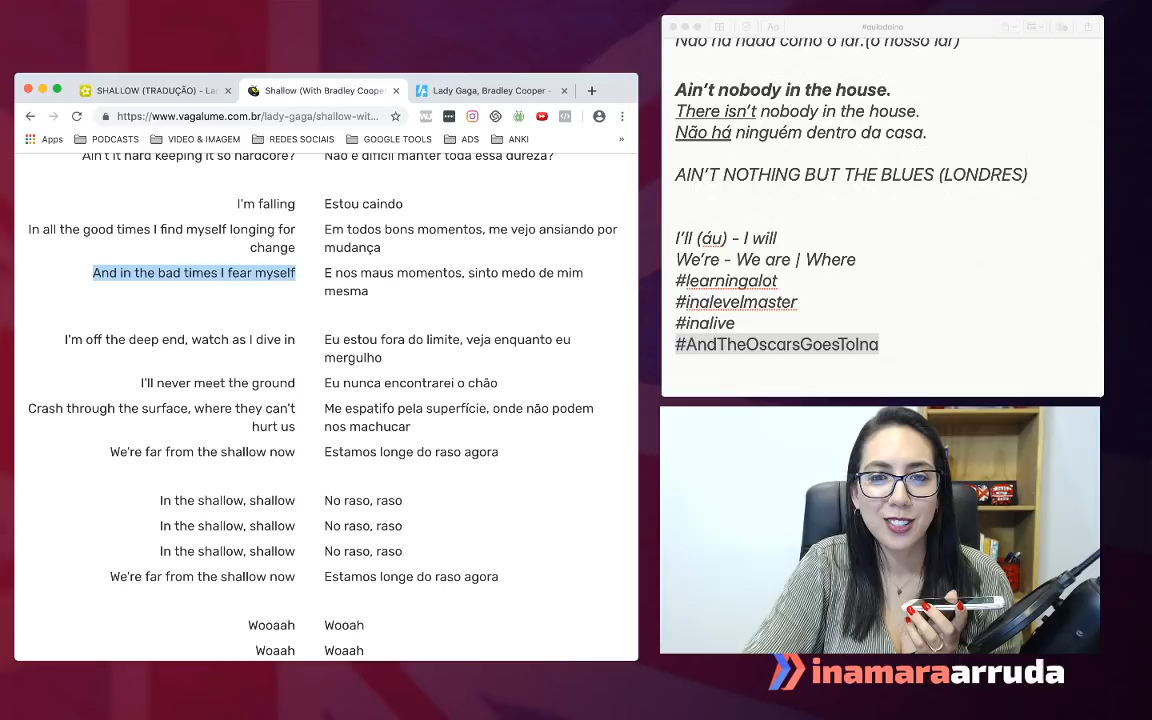 SHALLOW (TRADUÇÃO) - La
Shallow (With Bradley Coope
Lady Gaga, Bradley Cooper -
https://www.vagalume.com.br/lady-gaga/shallow-wit...
Apps
PODCASTS
VIDEO & IMAGEM
REDES SOCIAIS
GOOGLE TOOLS
ADS
ANKI
»
Ain't it hard keeping it so hardcore?
Não é difícil manter toda essa dureza?
I'm falling
Estou caindo
In all the good times I find myself longing for
change
Em todos bons momentos, me vejo ansiando por
mudança
And in the bad times I fear myself
E nos maus momentos, sinto medo de mim
mesma
I'm off the deep end, watch as I dive in
Eu estou fora do limite, veja enquanto eu
mergulho
I'll never meet the ground
Eu nunca encontrarei o chão
Crash through the surface, where they can't
hurt us
Me espatifo pela superfície, onde não podem
nos machucar
We're far from the shallow now
Estamos longe do raso agora
In the shallow, shallow
No raso, raso
In the shallow, shallow
No raso, raso
In the shallow, shallow
No raso, raso
We're far from the shallow now
Estamos longe do raso agora
Wooaah
Wooah
Woaah
Woaah
Aa
#auladaina
Não há nada como o lar.(o nosso lar)
Ain't nobody in the house.
There isn't nobody in the house.
Não há ninguém dentro da casa.
AIN'T NOTHING BUT THE BLUES (LONDRES)
I'll (áu) - I will
We're - We are | Where
#learningalot
#inalevelmaster
#inalive
#AndTheOscarsGoesToIna
inamaraarruda